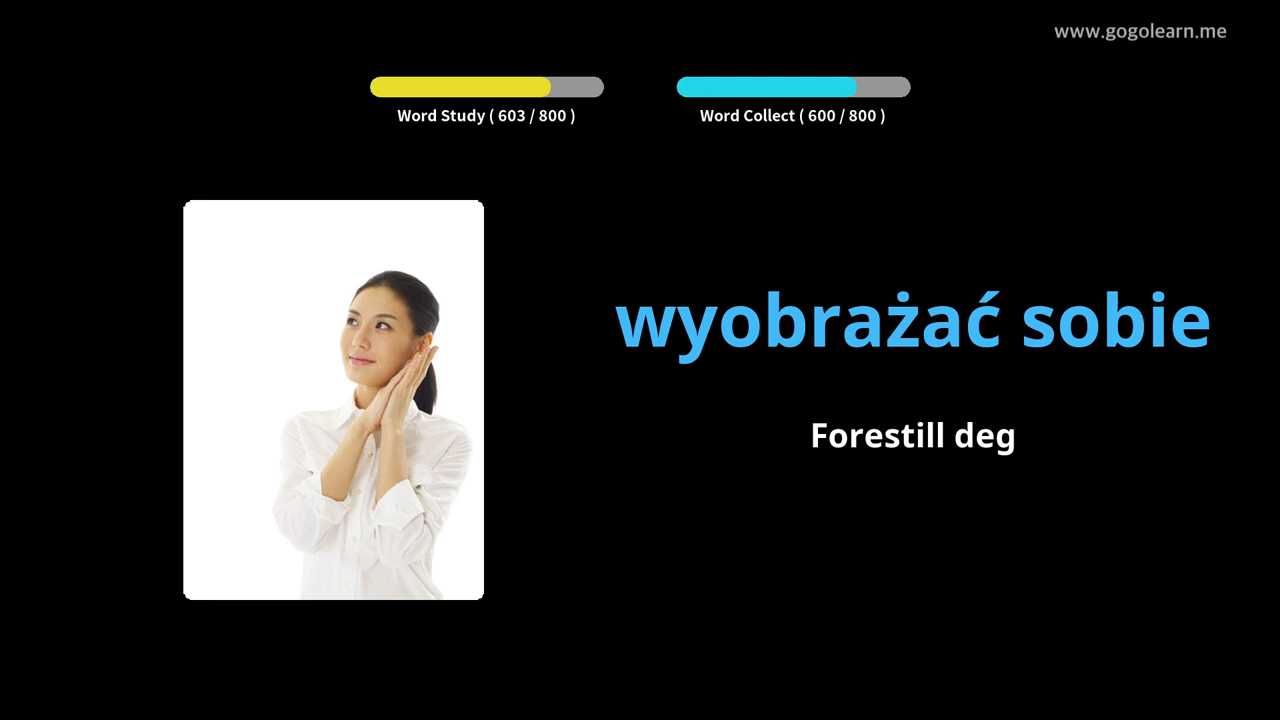 www.gogolearn.me
Word Study ( 603 / 800 )
Word Collect ( 600 / 800 )
wyobrażać sobie
Forestill deg